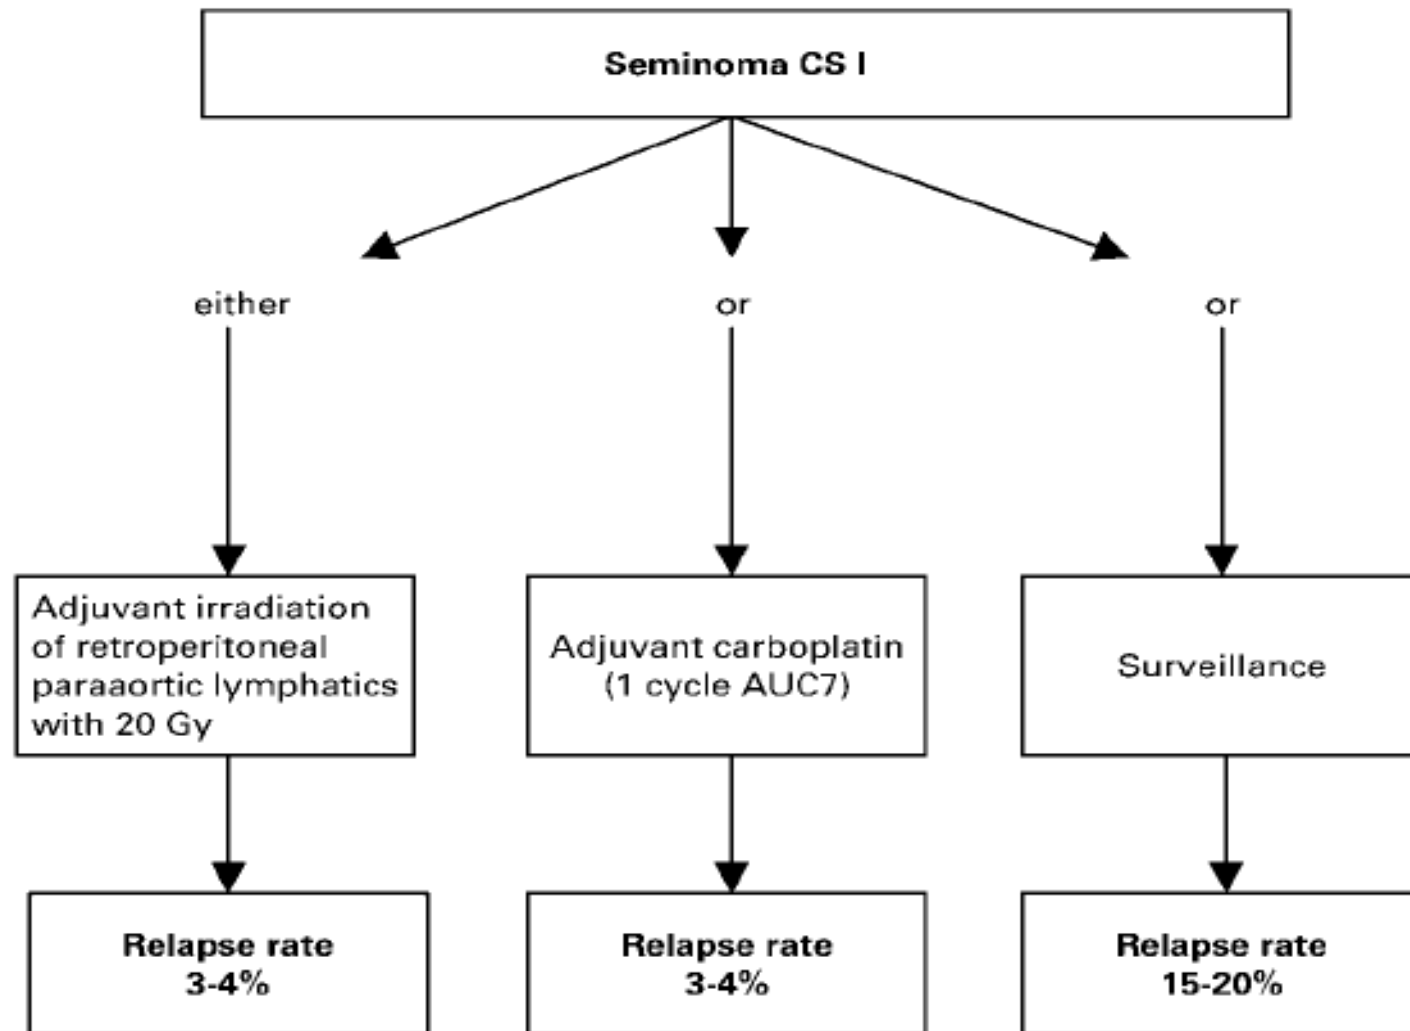 Seminoma CS I
either
or
or
Adjuvant irradiation
of retroperitoneal
paraaortic lymphatics
with 20 Gy
Adjuvant carboplatin
(1 cycle AUC7)
Surveillance
Relapse rate
3-4%
Relapse rate
3-4%
Relapse rate
15-20%